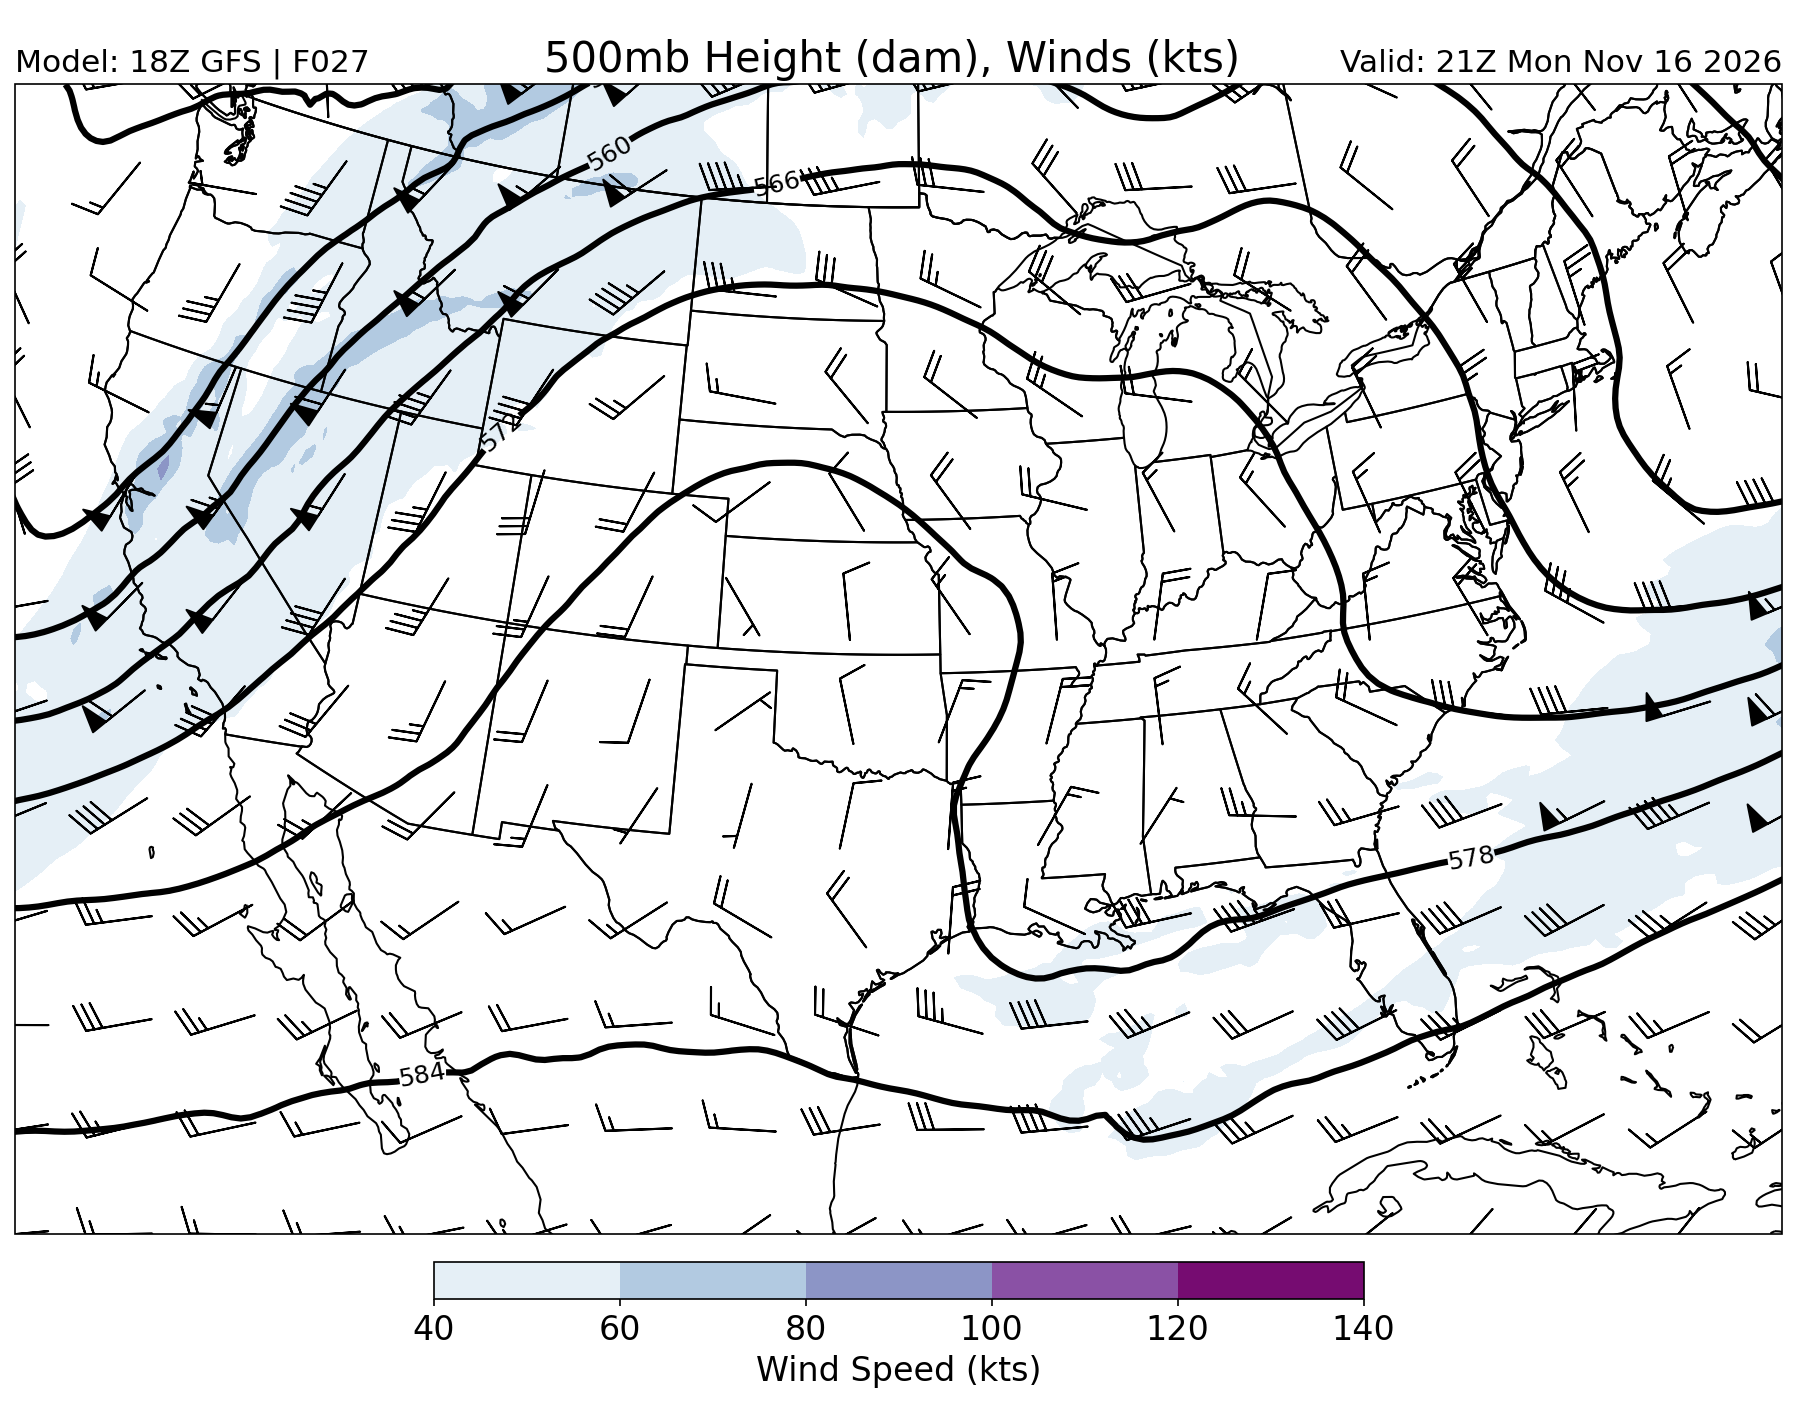 Model: 18Z GFS | F027
500mb Height (dam), Winds (kts)
Valid: 21Z Mon Nov 16 2026
560
566
572
578
584
40 60 80 100 120 140
Wind Speed (kts)